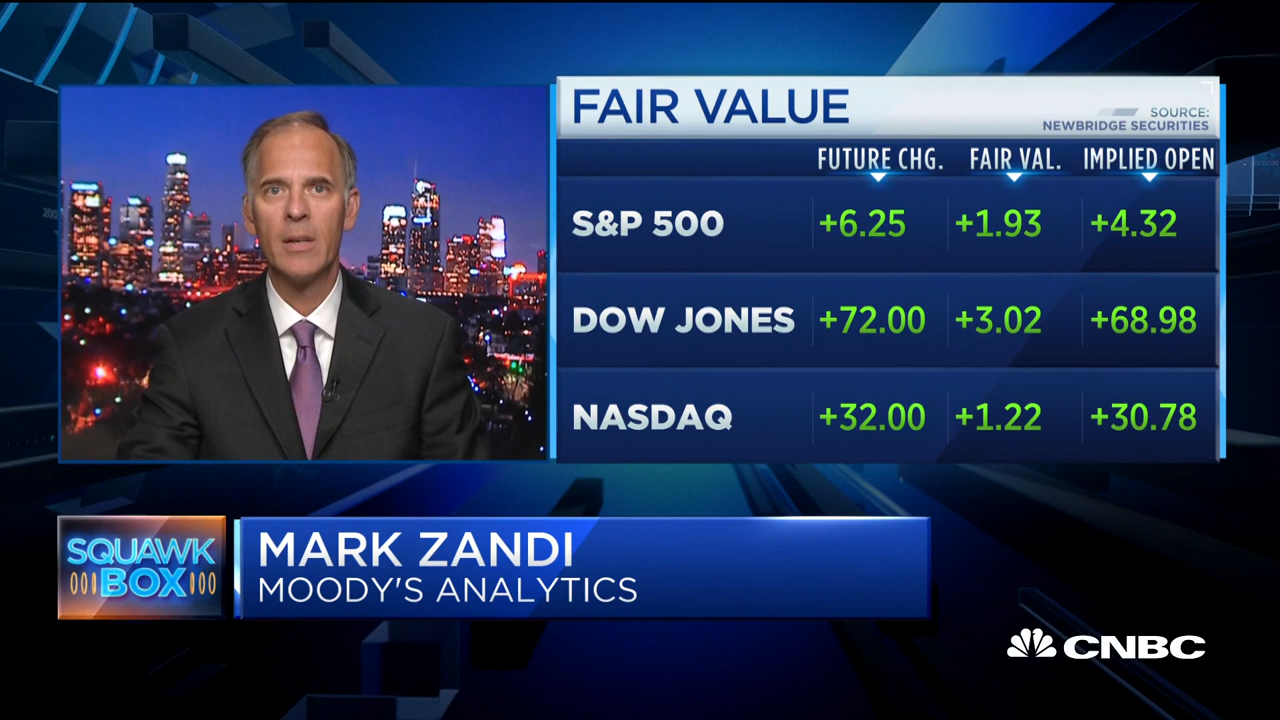 FAIR VALUE
SOURCE:
NEWBRIDGE SECURITIES
FUTURE CHG. FAIR VAL. IMPLIED OPEN
S&P 500 +6.25 +1.93 +4.32
DOW JONES +72.00 +3.02 +68.98
NASDAQ +32.00 +1.22 +30.78
SQUAWK
BOX
MARK ZANDI
MOODY'S ANALYTICS
CNBC